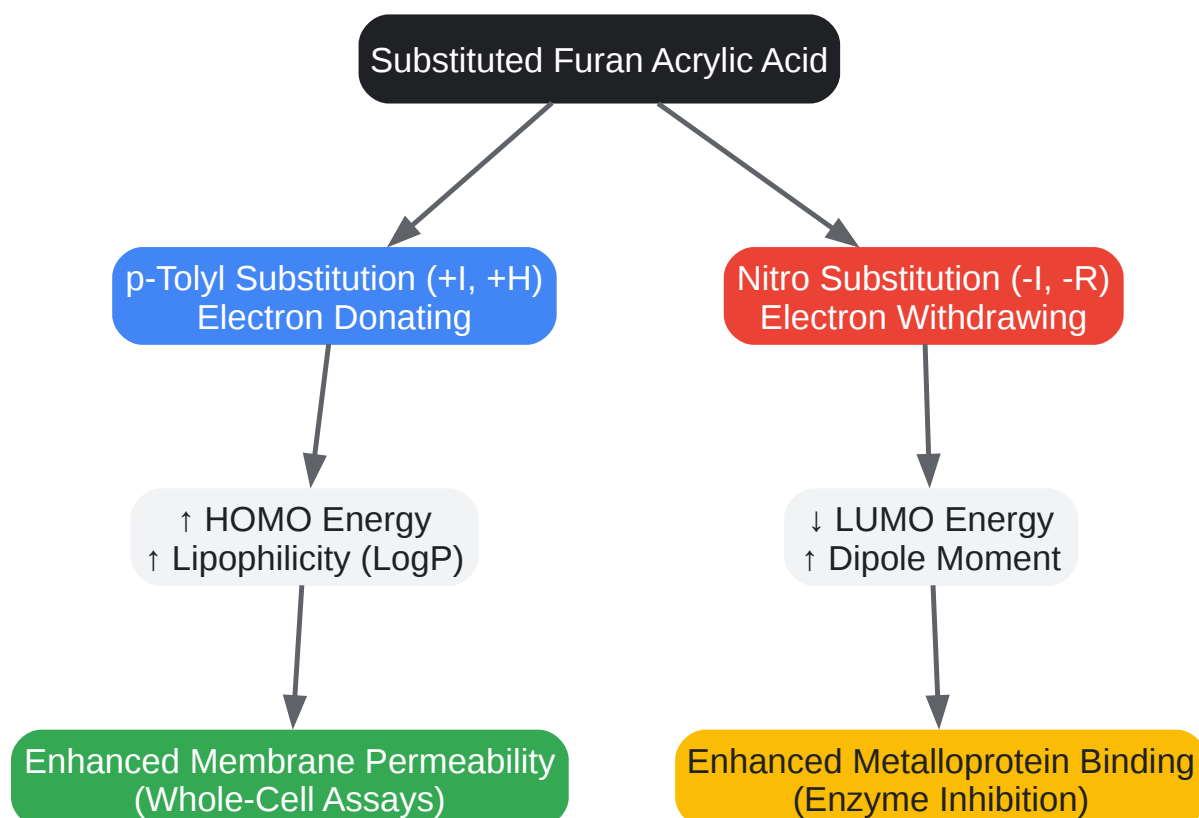 Substituted Furan Acrylic Acid
p-Tolyl Substitution (+I, +H)
Electron Donating
Nitro Substitution (-I, -R)
Electron Withdrawing
↑ HOMO Energy
↑ Lipophilicity (LogP)
↓ LUMO Energy
↑ Dipole Moment
Enhanced Membrane Permeability
(Whole-Cell Assays)
Enhanced Metalloprotein Binding
(Enzyme Inhibition)